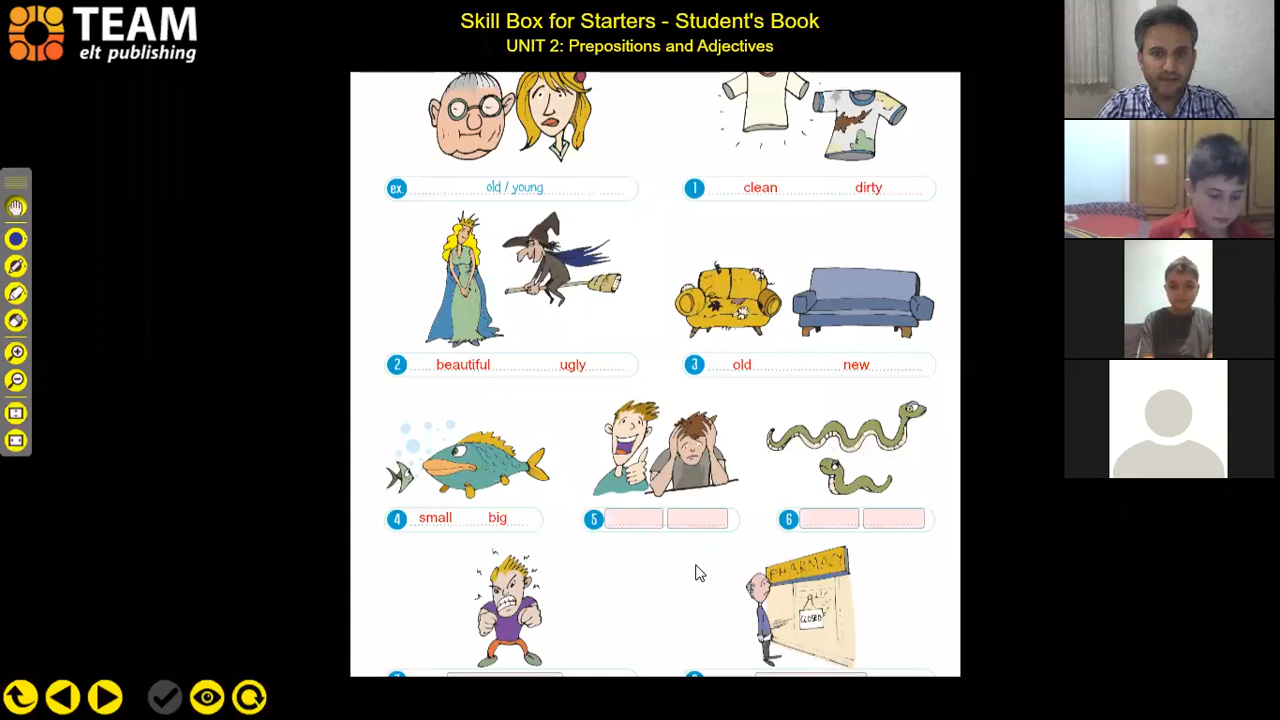 TEAM
elt publishing
Skill Box for Starters - Student's Book
UNIT 2: Prepositions and Adjectives
ex. old / young
1 clean dirty
2 beautiful ugly
3 old new
4 small big
5
6
PHARMACY
CLOSED